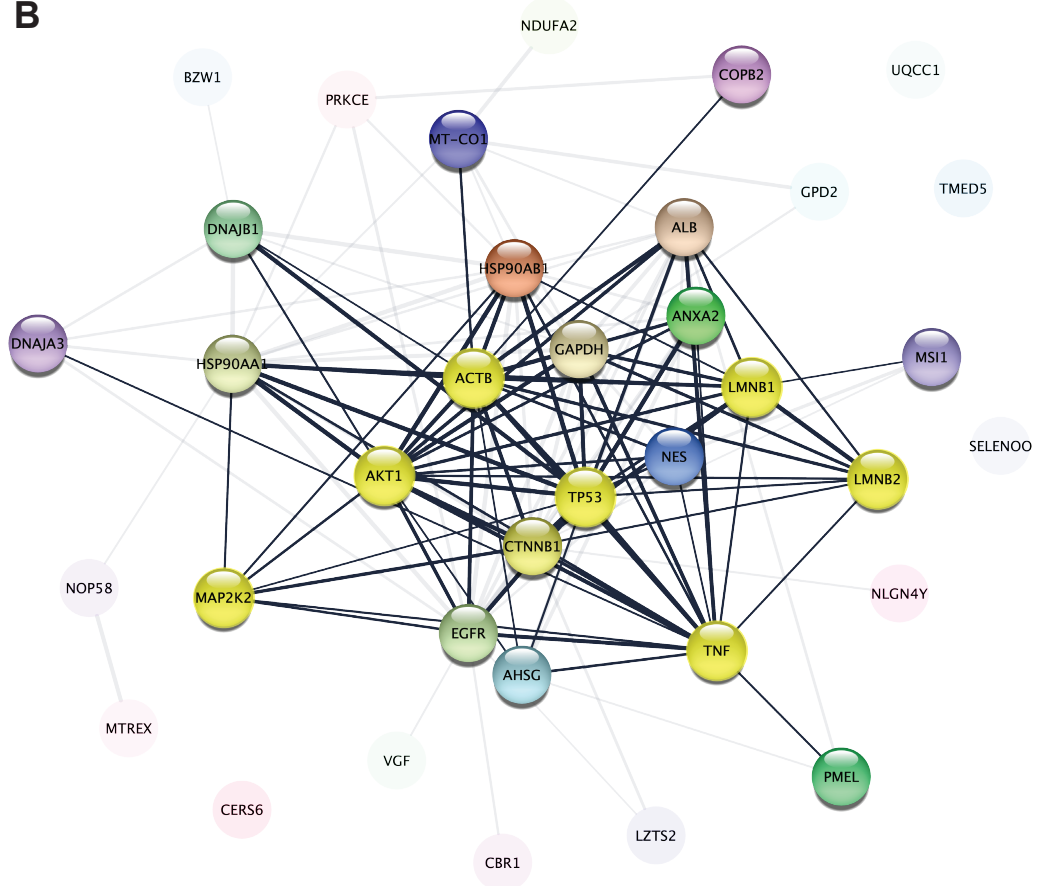 B
NDUFA2
BZW1
COPB2
UQCC1
PRKCE
MT-CO1
TMED5
GPD2
DNAJB1
ALB
HSP90AB1
ANXA2
DNAJA3
GAPDH
MSI1
HSP90AA1
ACTB
LMNB1
SELENOO
NES
AKT1
LMNB2
TP53
CTNNB1
NOP58
NLGN4Y
MAP2K2
EGFR
TNF
AHSG
MTREX
VGF
PMEL
CERS6
LZTS2
CBR1